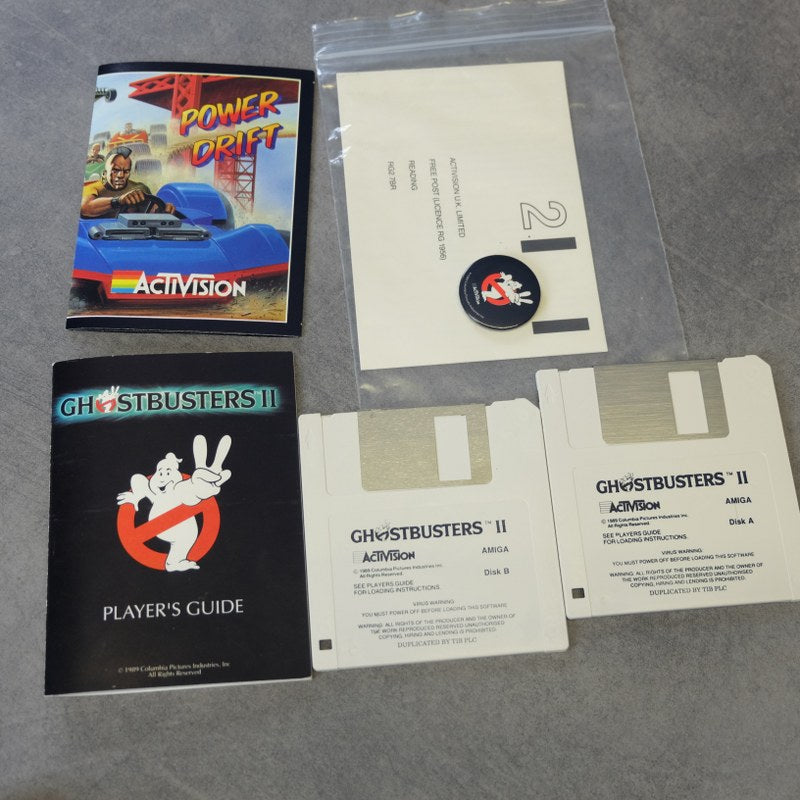 POWER
DRIFT
ACTIVISION
2
ACTIVISION U.K. LIMITED
FREE POST (LICENCE RG 1956)
READING
RG2 7BR
GHOSTBUSTERS II
PLAYER'S GUIDE
© 1989 Columbia Pictures Industries, Inc
All Rights Reserved
GHOSTBUSTERS™ II
ACTIVISION
AMIGA
© 1989 Columbia Pictures Industries Inc.
All Rights Reserved.
Disk B
SEE PLAYERS GUIDE
FOR LOADING INSTRUCTIONS.
VIRUS WARNING
YOU MUST POWER OFF BEFORE LOADING THIS SOFTWARE
WARNING: ALL RIGHTS OF THE PRODUCER AND THE OWNER OF
THE WORK REPRODUCED RESERVED UNAUTHORISED
COPYING, HIRING AND LENDING IS PROHIBITED.
DUPLICATED BY TIB PLC
GHOSTBUSTERS™ II
ACTIVISION
AMIGA
© 1989 Columbia Pictures Industries Inc.
All Rights Reserved.
Disk A
SEE PLAYERS GUIDE
FOR LOADING INSTRUCTIONS.
VIRUS WARNING
YOU MUST POWER OFF BEFORE LOADING THIS SOFTWARE
WARNING: ALL RIGHTS OF THE PRODUCER AND THE OWNER OF
THE WORK REPRODUCED RESERVED UNAUTHORISED
COPYING, HIRING AND LENDING IS PROHIBITED.
DUPLICATED BY TIB PLC